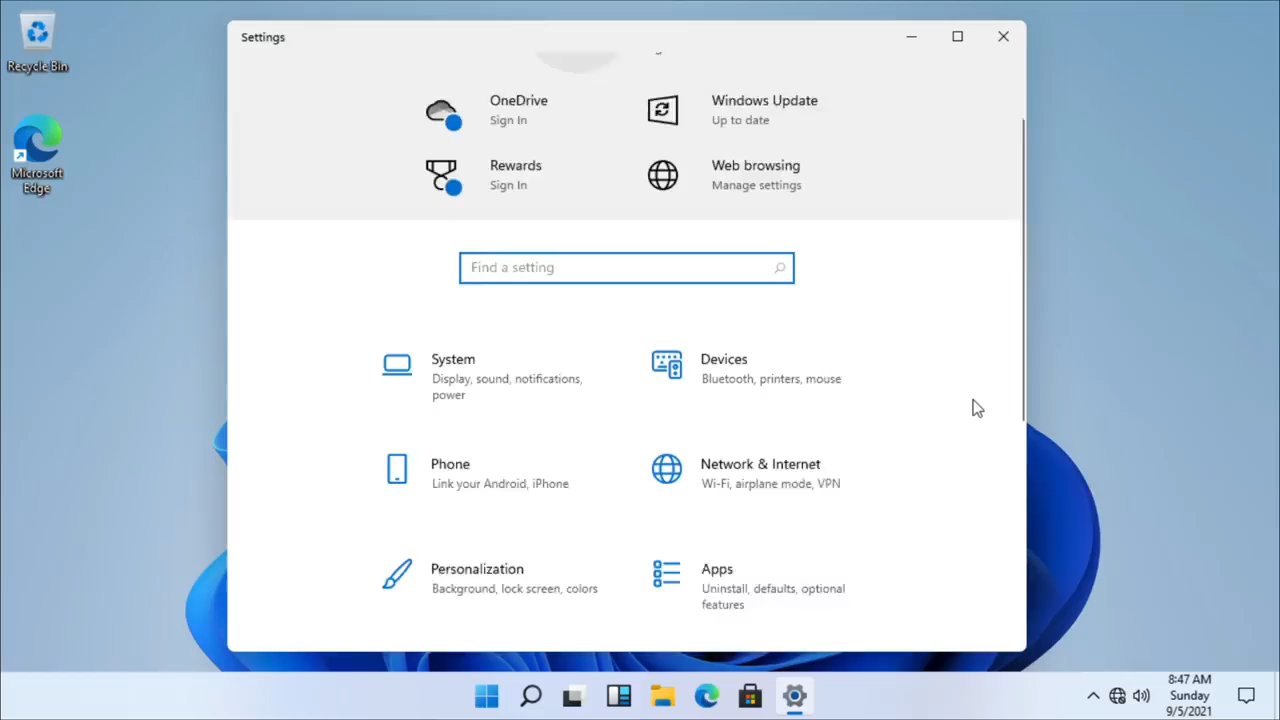 Recycle Bin
Microsoft
Edge
Settings
OneDrive
Sign In
Windows Update
Up to date
Rewards
Sign In
Web browsing
Manage settings
Find a setting
System
Display, sound, notifications,
power
Devices
Bluetooth, printers, mouse
Phone
Link your Android, iPhone
Network & Internet
Wi-Fi, airplane mode, VPN
Personalization
Background, lock screen, colors
Apps
Uninstall, defaults, optional
features
8:47 AM
Sunday
9/5/2021